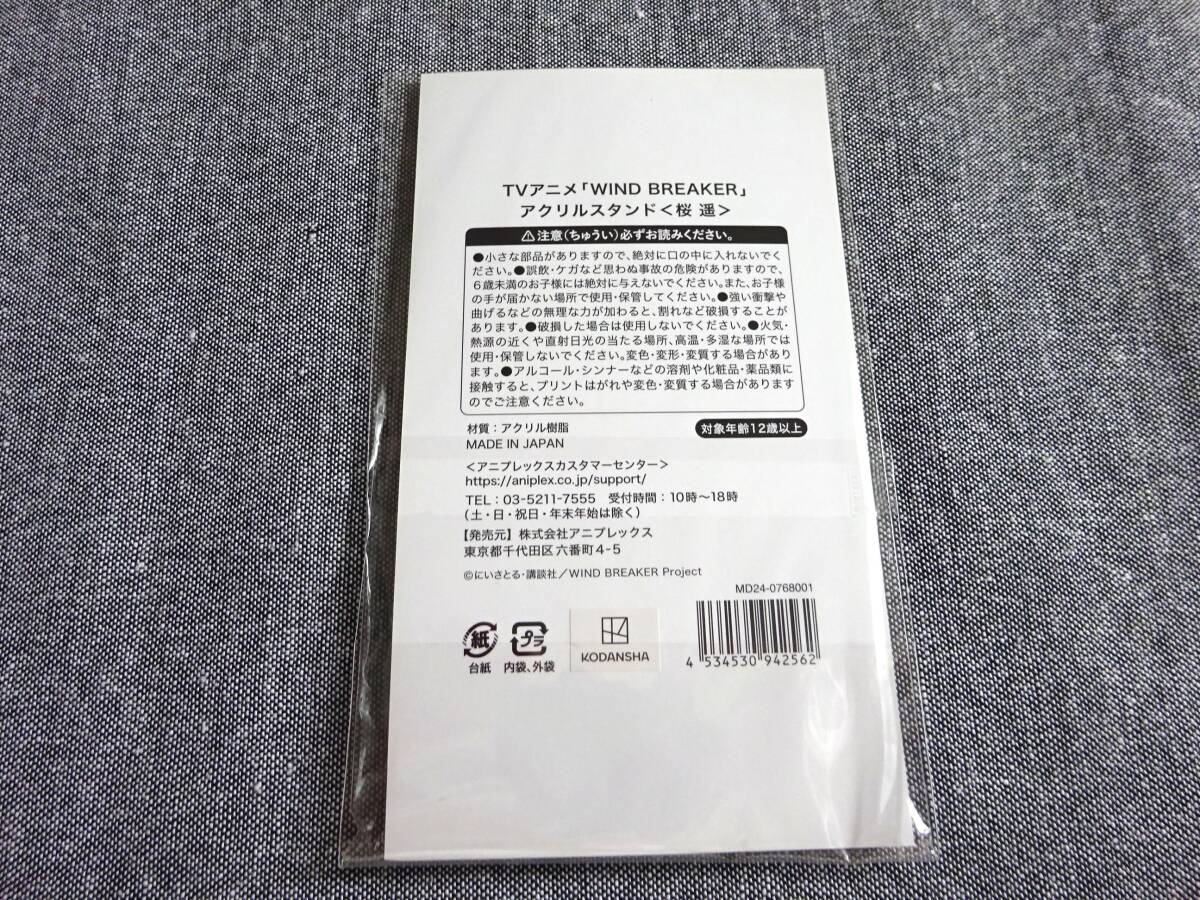 TVアニメ「WIND BREAKER」
アクリルスタンド＜桜 遥＞
⚠注意（ちゅうい）必ずお読みください。
●小さな部品がありますので、絶対に口の中に入れないでく
ださい。●誤飲・ケガなど思わぬ事故の危険がありますので、
６歳未満のお子様には絶対に与えないでください。また、お子様
の手が届かない場所で使用・保管してください。●強い衝撃や
曲げるなどの無理な力が加わると、割れなど破損することが
あります。●破損した場合は使用しないでください。●火気・
熱源の近くや直射日光の当たる場所、高温・多湿な場所では
使用・保管しないでください。変色・変形・変質する場合があり
ます。●アルコール・シンナーなどの溶剤や化粧品・薬品類に
接触すると、プリントはがれや変色・変質する場合があります
のでご注意ください。
材質：アクリル樹脂
対象年齢12歳以上
MADE IN JAPAN
＜アニプレックスカスタマーセンター＞
https://aniplex.co.jp/support/
TEL：03-5211-7555 受付時間：10時～18時
（土・日・祝日・年末年始は除く）
【発売元】株式会社アニプレックス
東京都千代田区六番町4-5
©にいさとる・講談社／WIND BREAKER Project
MD24-0768001
紙
台紙
プラ
内袋、外袋
KODANSHA
4 534530 942562